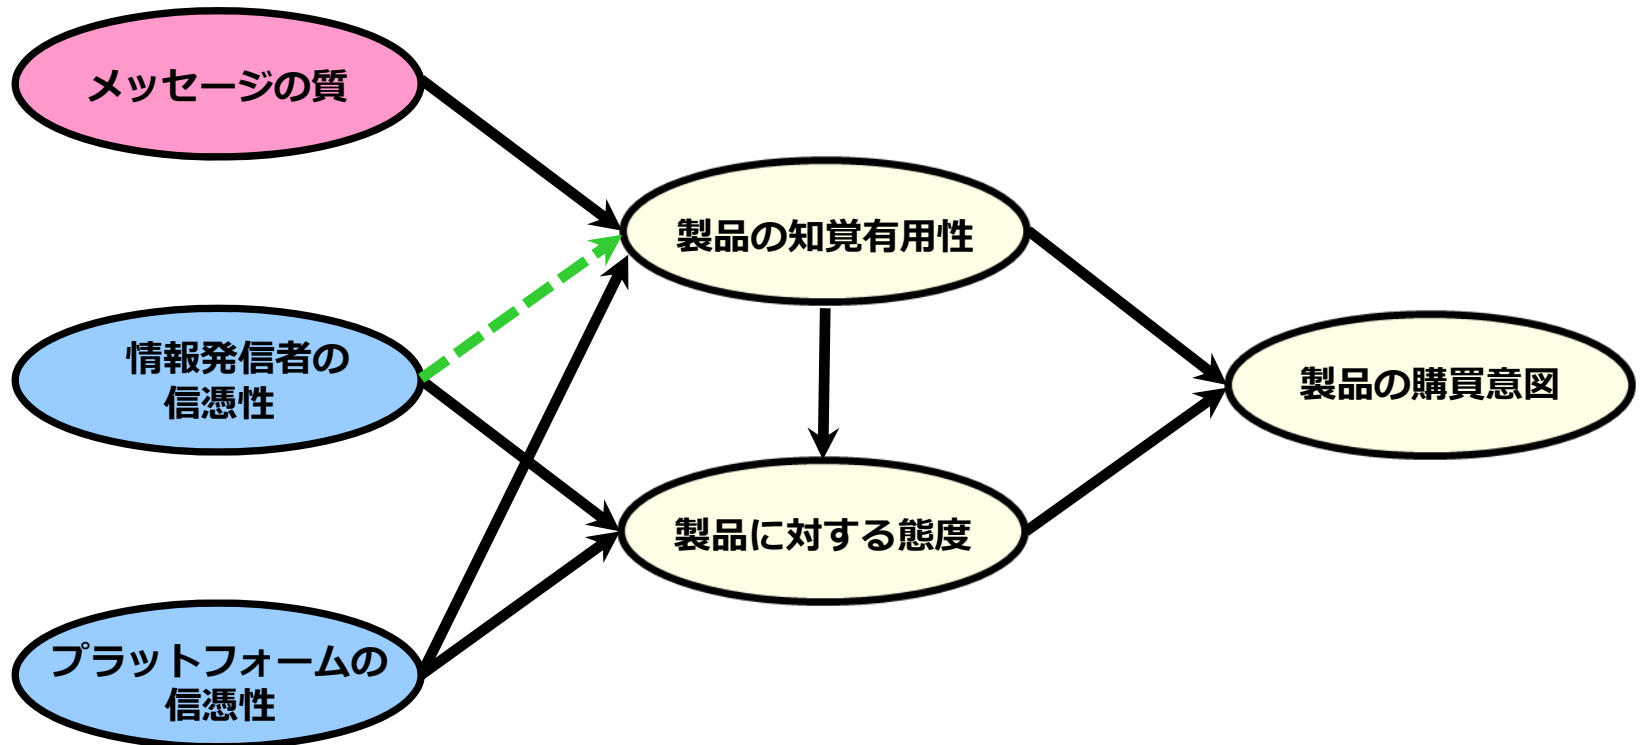 メッセージの質
製品の知覚有用性
情報発信者の
信憑性
製品の購買意図
製品に対する態度
プラットフォームの
信憑性